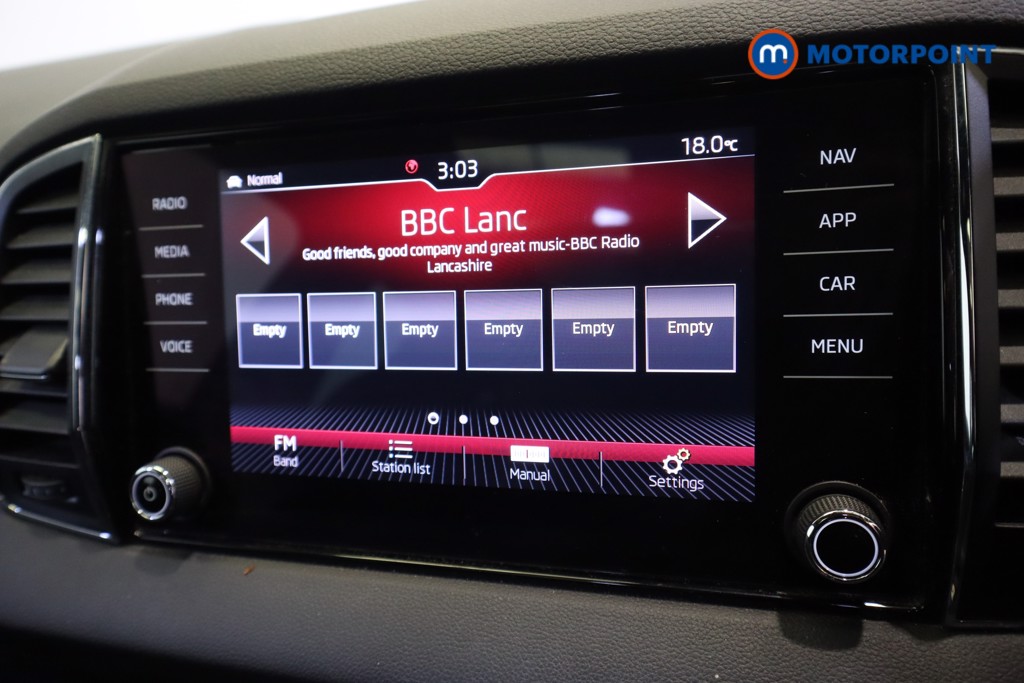 m MOTORPOINT
Normal 3:03 18.0°C
RADIO
MEDIA
PHONE
VOICE
BBC Lanc
Good friends, good company and great music-BBC Radio
Lancashire
Empty Empty Empty Empty Empty Empty
FM
Band
Station list
Manual
Settings
NAV
APP
CAR
MENU